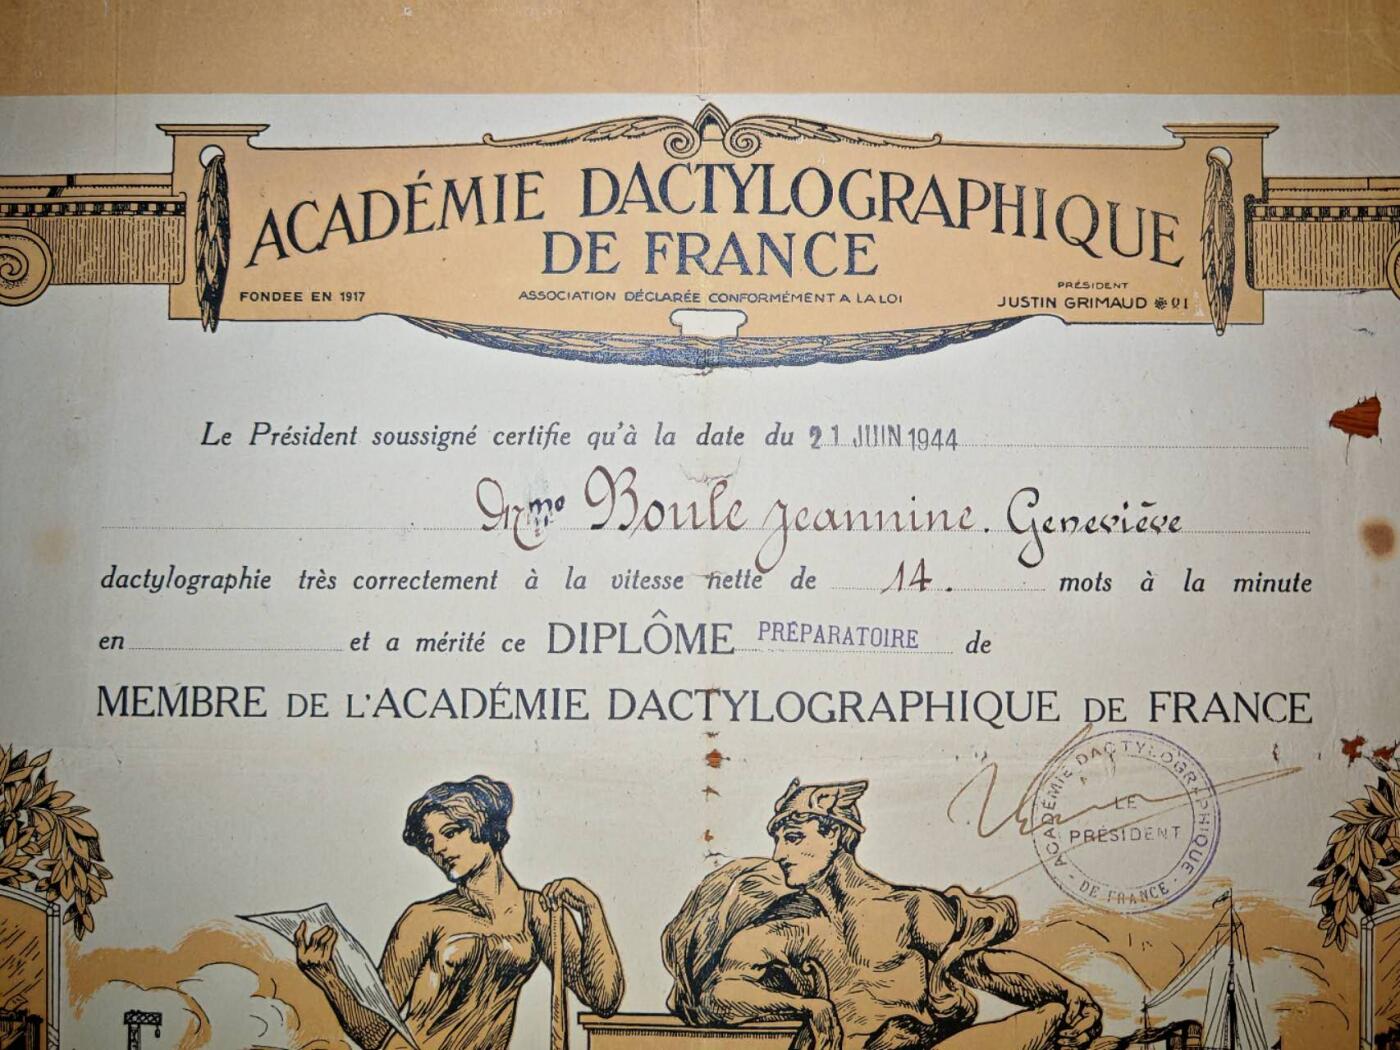 ACADÉMIE DACTYLOGRAPHIQUE
DE FRANCE
FONDEE EN 1917
ASSOCIATION DÉCLARÉE CONFORMÉMENT A LA LOI
PRÉSIDENT
JUSTIN GRIMAUD
Le Président soussigné certifie qu'à la date du 21 JUIN 1944
Boule Jeannine. Geneviève
dactylographie très correctement à la vitesse nette de 14. mots à la minute
en et a mérité ce DIPLÔME PRÉPARATOIRE de
MEMBRE DE L'ACADÉMIE DACTYLOGRAPHIQUE DE FRANCE
ACADÉMIE DACTYLOGRAPHIQUE
LE
PRÉSIDENT
- DE FRANCE -